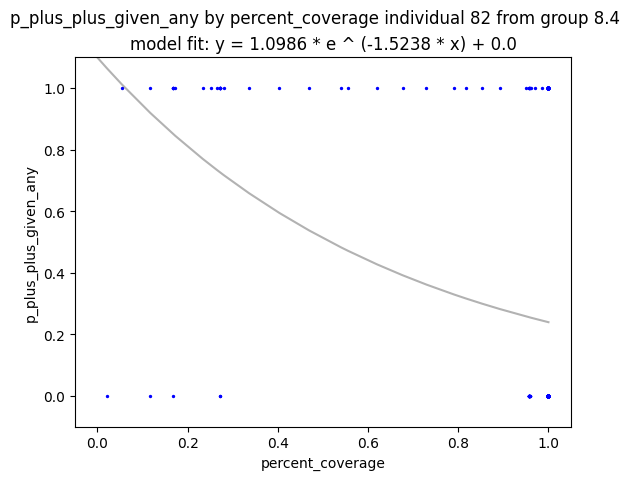 p_plus_plus_given_any by percent_coverage individual 82 from group 8.4
model fit: y = 1.0986 * e ^ (-1.5238 * x) + 0.0
p_plus_plus_given_any
1.0
0.8
0.6
0.4
0.2
0.0
0.0 0.2 0.4 0.6 0.8 1.0
percent_coverage